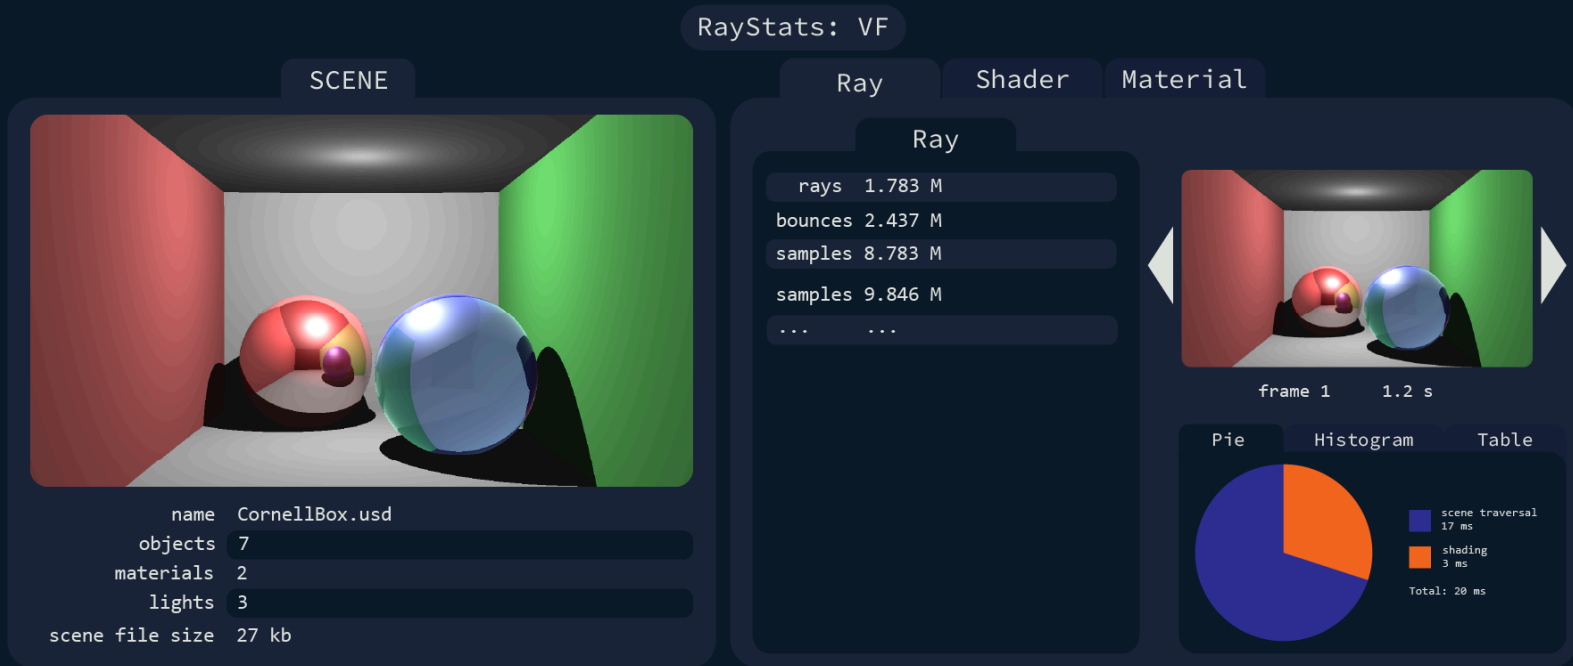 RayStats: VF
SCENE
name CornellBox.usd
objects 7
materials 2
lights 3
scene file size 27 kb
Ray Shader Material
Ray
rays 1.783 M
bounces 2.437 M
samples 8.783 M
samples 9.846 M
... ...
frame 1 1.2 s
Pie Histogram Table
scene traversal
17 ms
shading
3 ms
Total: 20 ms